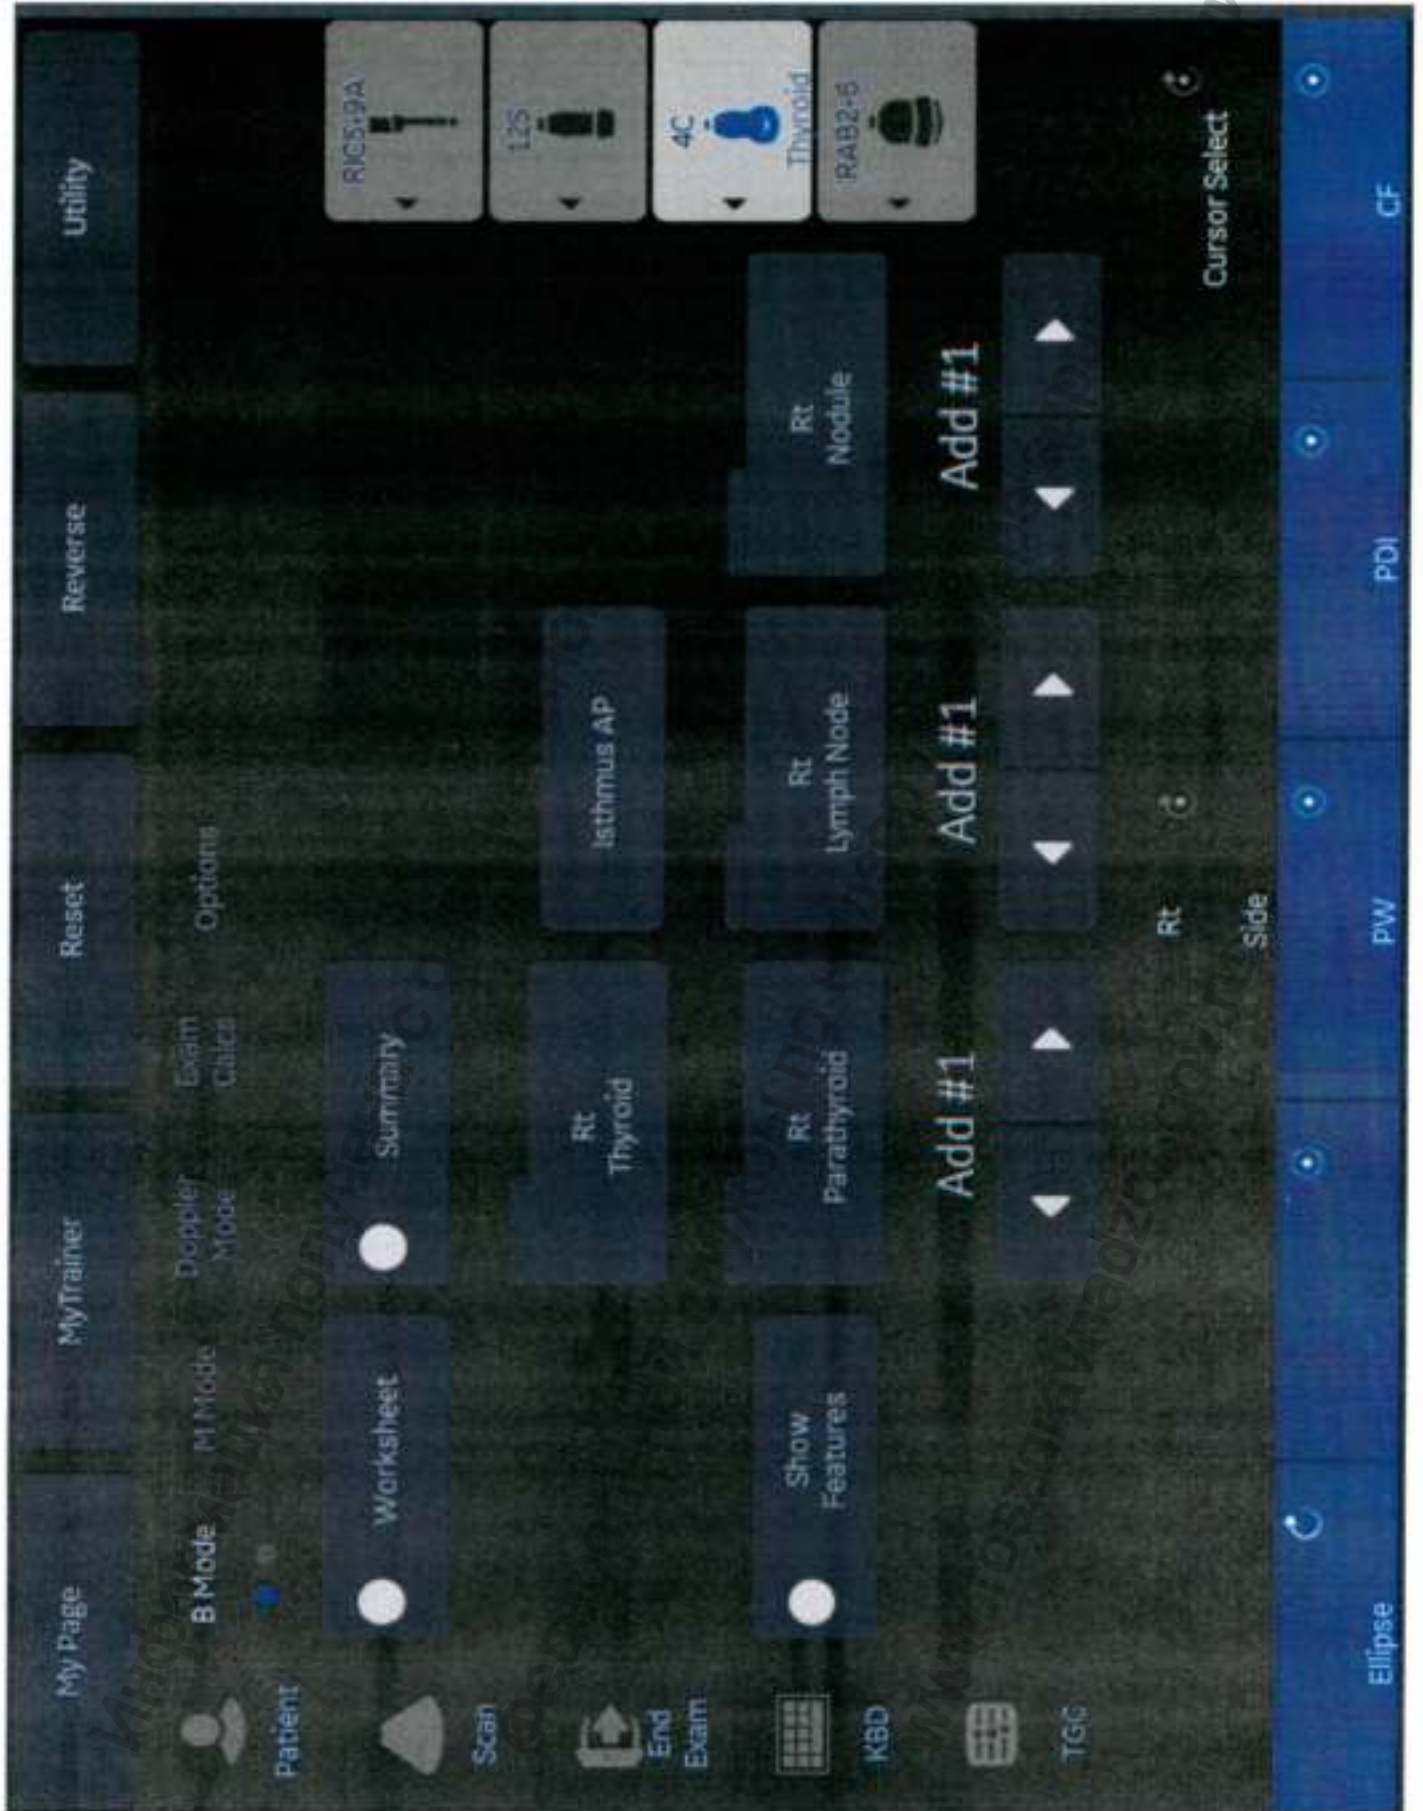 My Page
MyTrainer
Reset
Reverse
Utility
Patient
Scan
End
Exam
KBD
TGC
B Mode
M Mode
Doppler
Mode
Exam
Calcs
Options
Worksheet
Summary
Rt
Thyroid
Isthmus AP
Show
Features
Rt
Parathyroid
Rt
Lymph Node
Rt
Nodule
Add #1
Add #1
Add #1
RIC5-9A
L2S
4C
Thyroid
RAB2-6
Rt
Side
Cursor Select
Ellipse
PW
PDI
CF